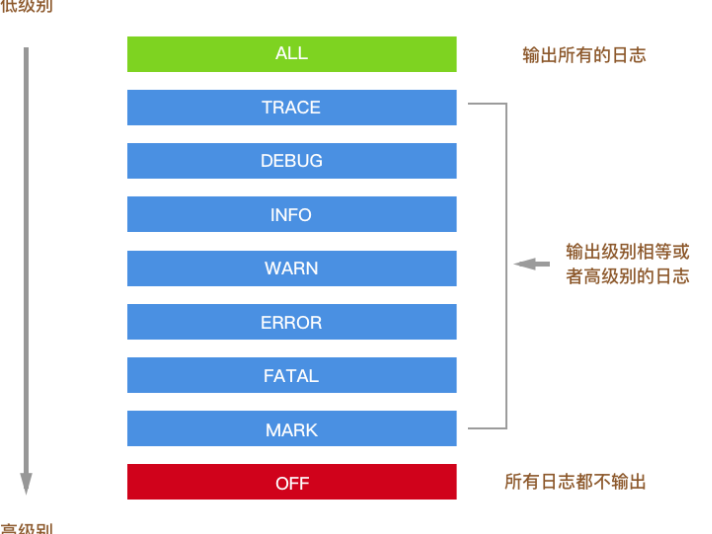 低级别
ALL
输出所有的日志
TRACE
DEBUG
INFO
WARN
输出级别相等或
者高级别的日志
ERROR
FATAL
MARK
OFF
所有日志都不输出
高级别